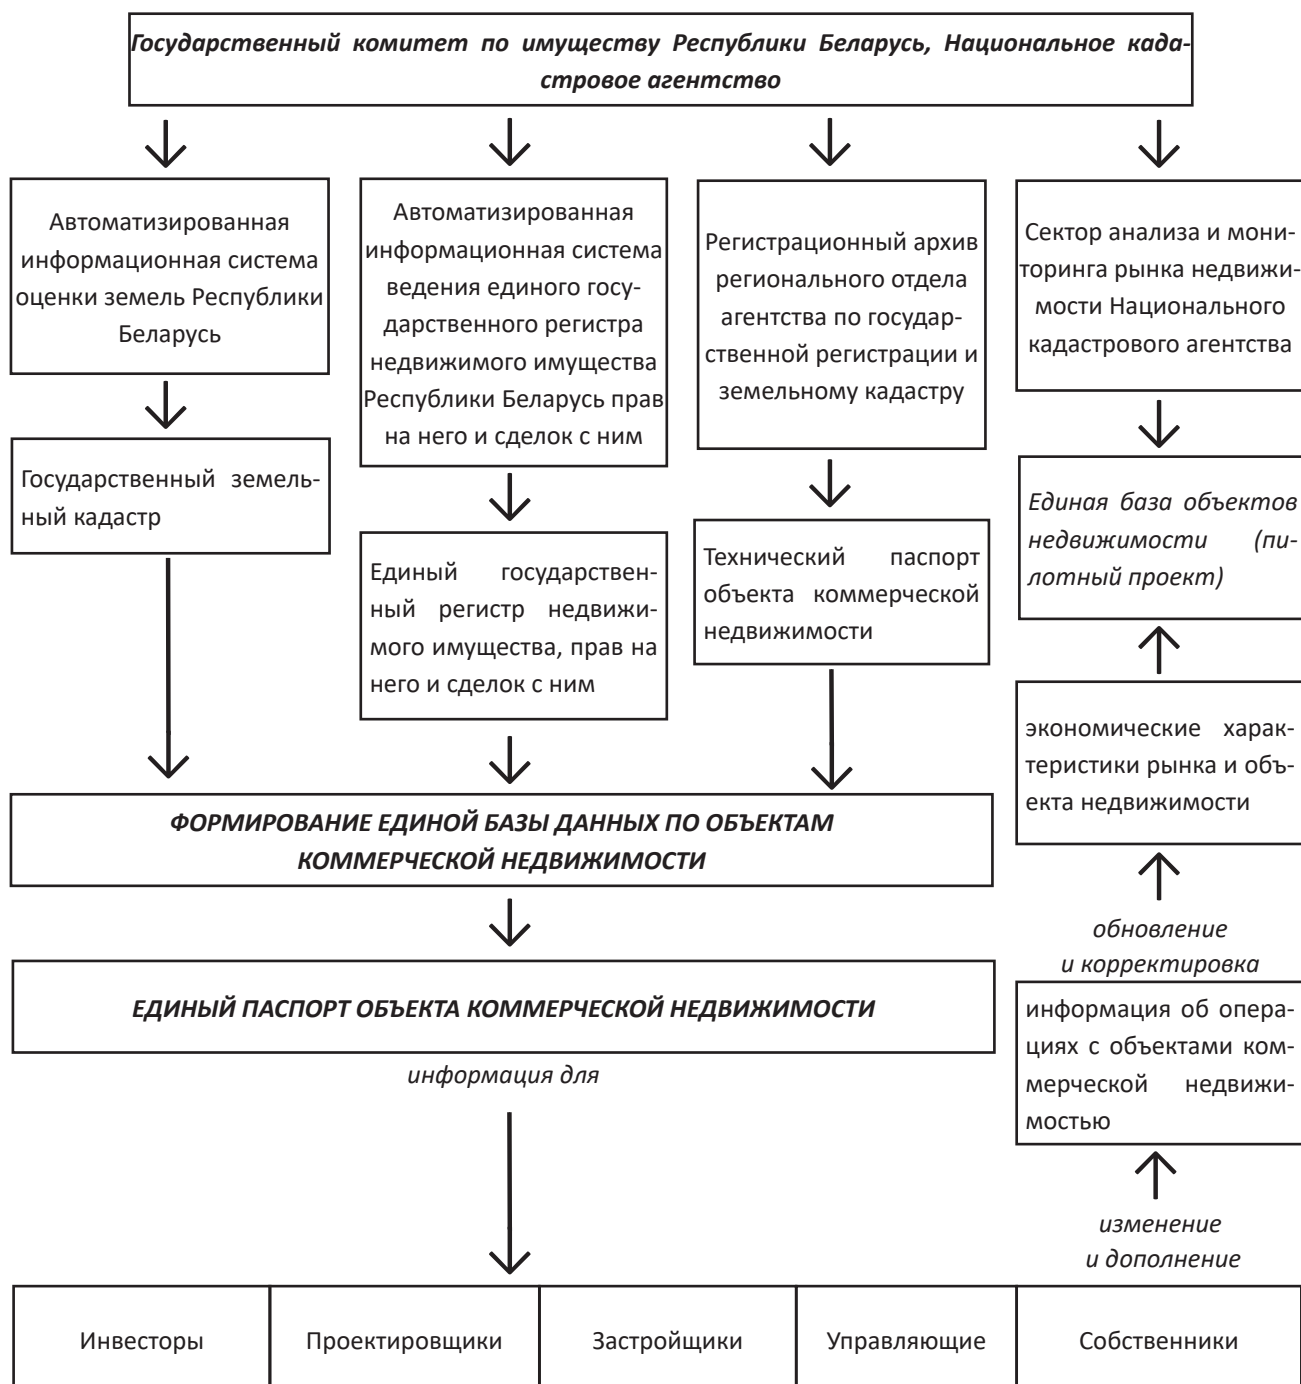 Государственный комитет по имуществу Республики Беларусь, Национальное када-
стровое агентство
Автоматизированная
информационная система
оценки земель Республики
Беларусь
Автоматизированная
информационная система
ведения единого госу-
дарственного регистра
недвижимого имущества
Республики Беларусь прав
на него и сделок с ним
Регистрационный архив
регионального отдела
агентства по государ-
ственной регистрации и
земельному кадастру
Сектор анализа и мони-
торинга рынка недвижи-
мости Национального
кадастрового агентства
Государственный земель-
ный кадастр
Единый государствен-
ный регистр недвижи-
мого имущества, прав на
него и сделок с ним
Технический паспорт
объекта коммерческой
недвижимости
Единая база объектов
недвижимости (пи-
лотный проект)
экономические харак-
теристики рынка и объ-
екта недвижимости
ФОРМИРОВАНИЕ ЕДИНОЙ БАЗЫ ДАННЫХ ПО ОБЪЕКТАМ
КОММЕРЧЕСКОЙ НЕДВИЖИМОСТИ
обновление
и корректировка
ЕДИНЫЙ ПАСПОРТ ОБЪЕКТА КОММЕРЧЕСКОЙ НЕДВИЖИМОСТИ
информация об опера-
циях с объектами ком-
мерческой недвижи-
мостью
информация для
изменение
и дополнение
Инвесторы
Проектировщики
Застройщики
Управляющие
Собственники